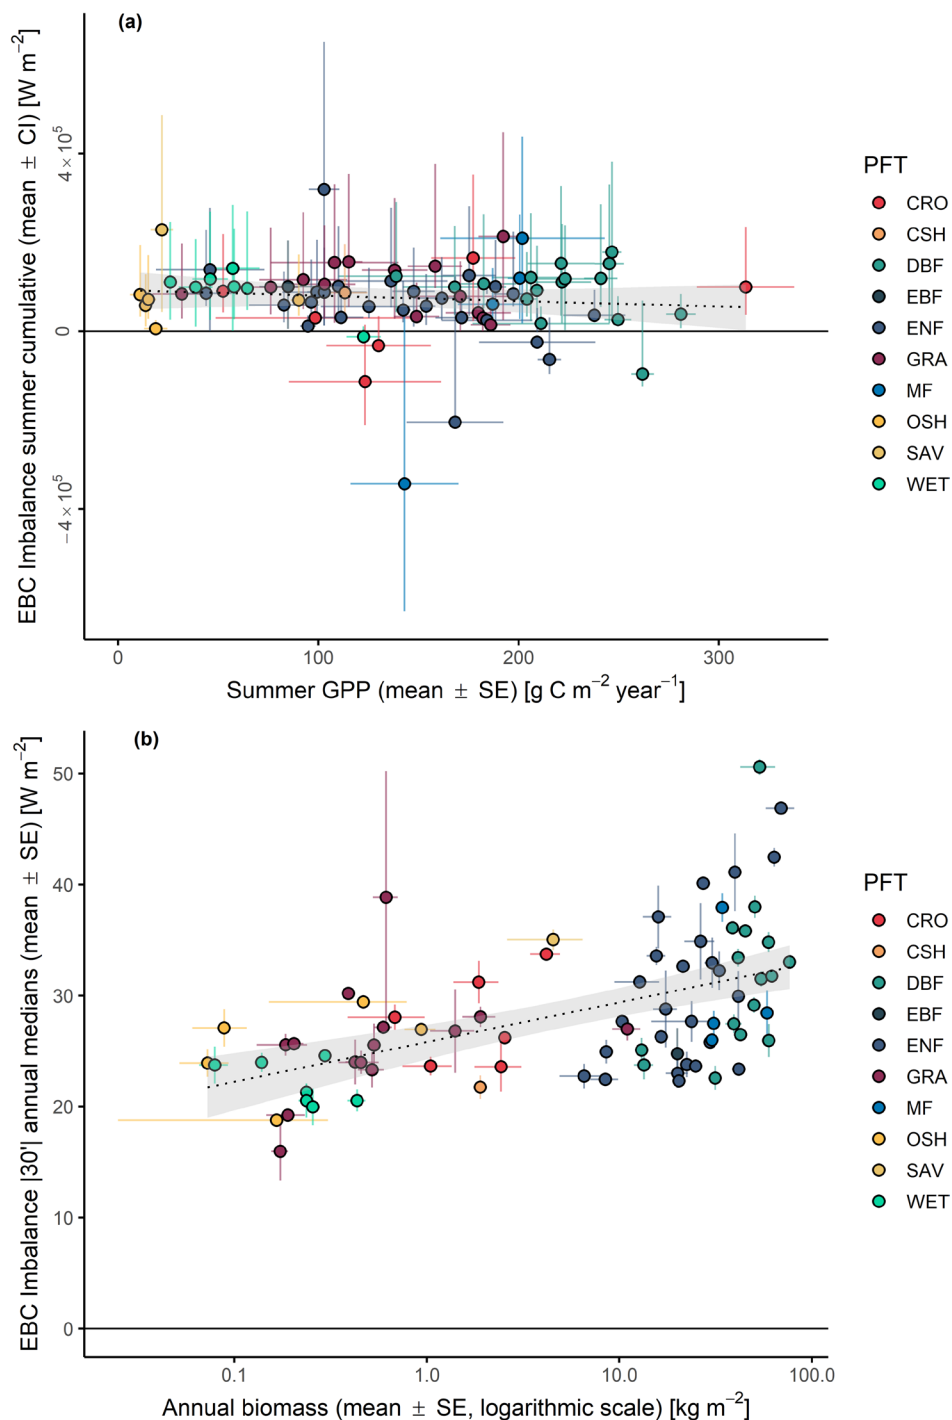 (a)
EBC Imbalance summer cumulative (mean ± CI) [W m⁻²]
4×10⁵
0
−4×10⁵
0 100 200 300
Summer GPP (mean ± SE) [g C m⁻² year⁻¹]
PFT
CRO
CSH
DBF
EBF
ENF
GRA
MF
OSH
SAV
WET
(b)
EBC Imbalance |30'| annual medians (mean ± SE) [W m⁻²]
50
40
30
20
10
0
0.1 1.0 10.0 100.0
Annual biomass (mean ± SE, logarithmic scale) [kg m⁻²]
PFT
CRO
CSH
DBF
EBF
ENF
GRA
MF
OSH
SAV
WET